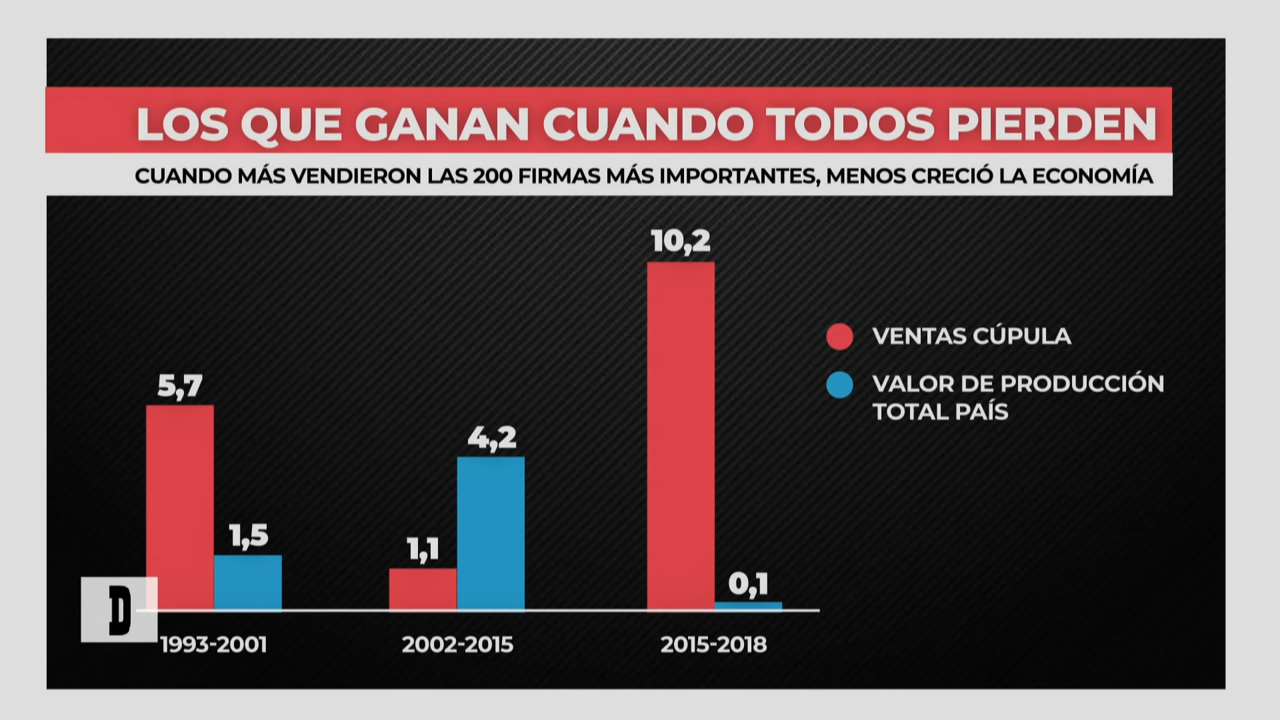 LOS QUE GANAN CUANDO TODOS PIERDEN
CUANDO MÁS VENDIERON LAS 200 FIRMAS MÁS IMPORTANTES, MENOS CRECIÓ LA ECONOMÍA
5,7
1,5
1,1
4,2
10,2
0,1
VENTAS CÚPULA
VALOR DE PRODUCCIÓN
TOTAL PAÍS
D
1993-2001
2002-2015
2015-2018